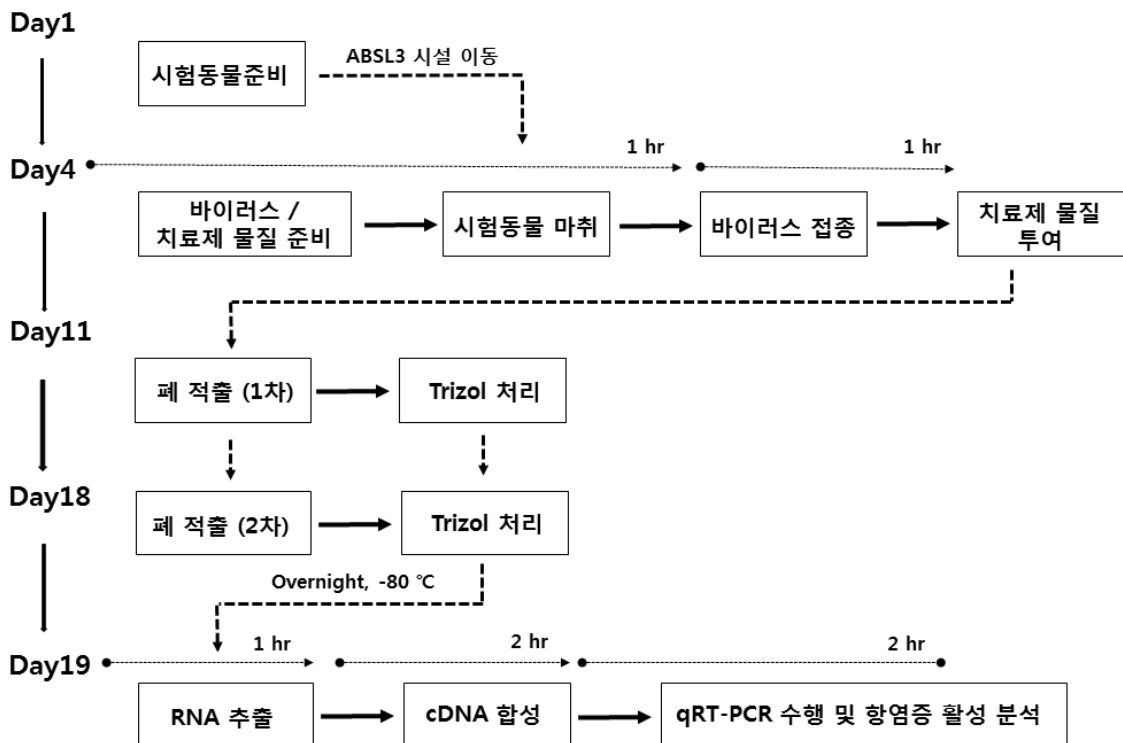 Day1
시험동물준비
ABSL3 시설 이동
Day4
1 hr
1 hr
바이러스 /
치료제 물질 준비
시험동물 마취
바이러스 접종
치료제 물질
투여
Day11
폐 적출 (1차)
Trizol 처리
Day18
폐 적출 (2차)
Trizol 처리
Overnight, -80 ℃
Day19
1 hr
2 hr
2 hr
RNA 추출
cDNA 합성
qRT-PCR 수행 및 항염증 활성 분석